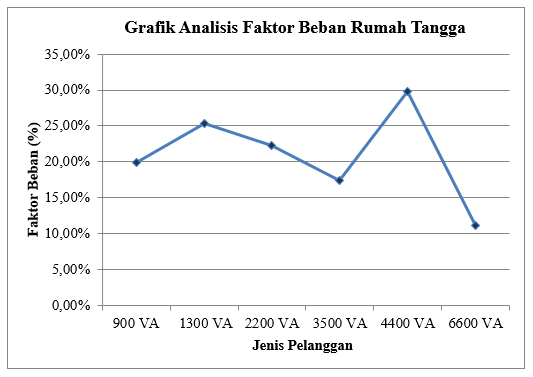 Grafik Analisis Faktor Beban Rumah Tangga
35,00%
30,00%
25,00%
20,00%
15,00%
10,00%
5,00%
0,00%
Faktor Beban (%)
900 VA 1300 VA 2200 VA 3500 VA 4400 VA 6600 VA
Jenis Pelanggan